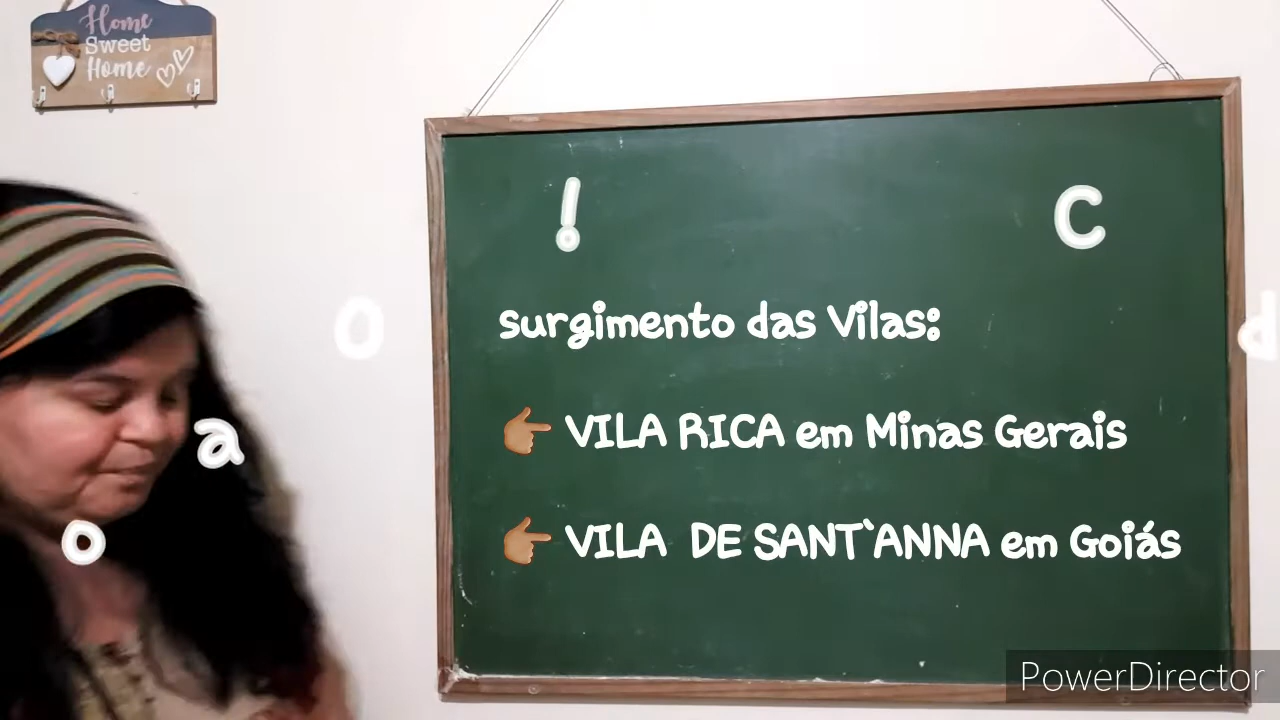 Home
Sweet
Home
! C
O d
surgimento das Vilas:
a
👉🏽 VILA RICA em Minas Gerais
o
👉🏽 VILA DE SANT`ANNA em Goiás
PowerDirector